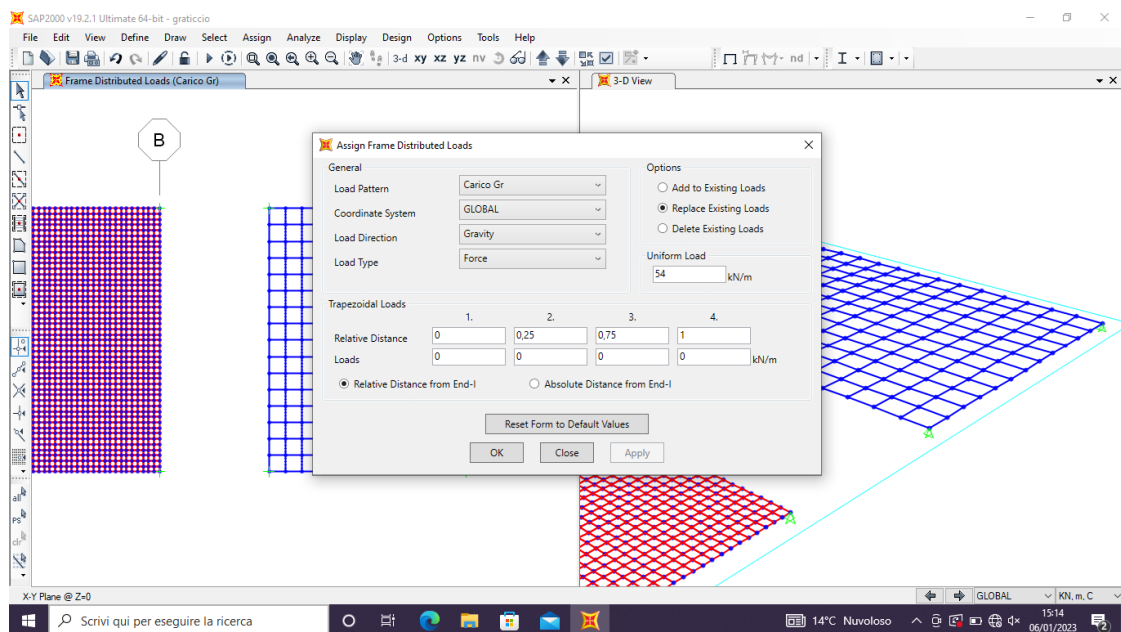 SAP2000 v19.2.1 Ultimate 64-bit - graticcio
File Edit View Define Draw Select Assign Analyze Display Design Options Tools Help
3-d xy xz yz nv
nd
Frame Distributed Loads (Carico Gr)
3-D View
B
Assign Frame Distributed Loads
General
Load Pattern Carico Gr
Coordinate System GLOBAL
Load Direction Gravity
Load Type Force
Options
Add to Existing Loads
Replace Existing Loads
Delete Existing Loads
Uniform Load
54 kN/m
Trapezoidal Loads
1. 2. 3. 4.
Relative Distance 0 0,25 0,75 1
Loads 0 0 0 0 kN/m
Relative Distance from End-I Absolute Distance from End-I
Reset Form to Default Values
OK Close Apply
all
PS
clr
X-Y Plane @ Z=0
GLOBAL KN, m, C
Scrivi qui per eseguire la ricerca
14°C Nuvoloso
15:14
06/01/2023
2